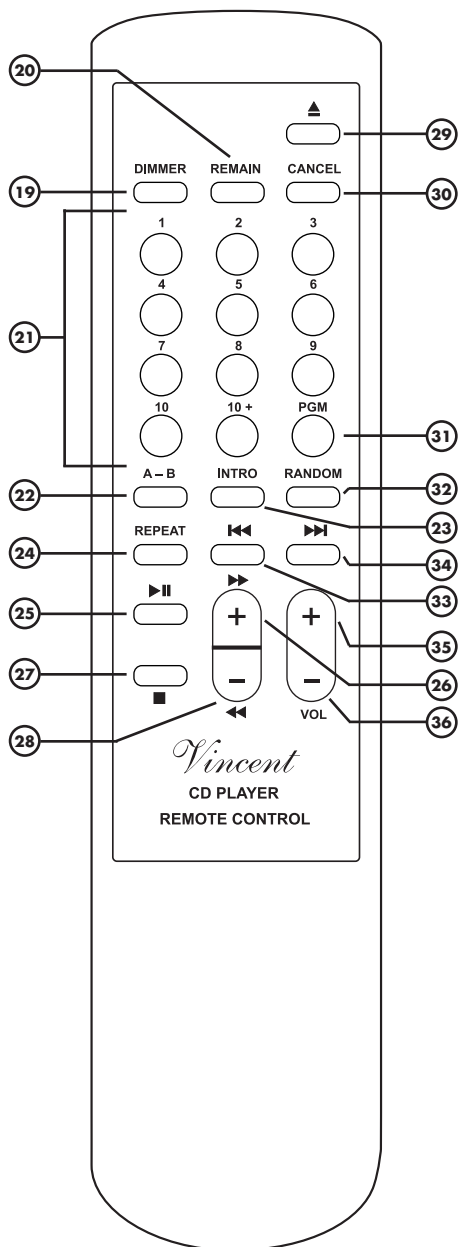 20
▲
29
DIMMER REMAIN CANCEL
19
30
1 2 3
4 5 6
21
7 8 9
10 10 + PGM
31
A – B INTRO RANDOM
22
32
23
REPEAT
24
34
33
25
+ +
35
27
26
– –
28
VOL
36
Vincent
CD PLAYER
REMOTE CONTROL